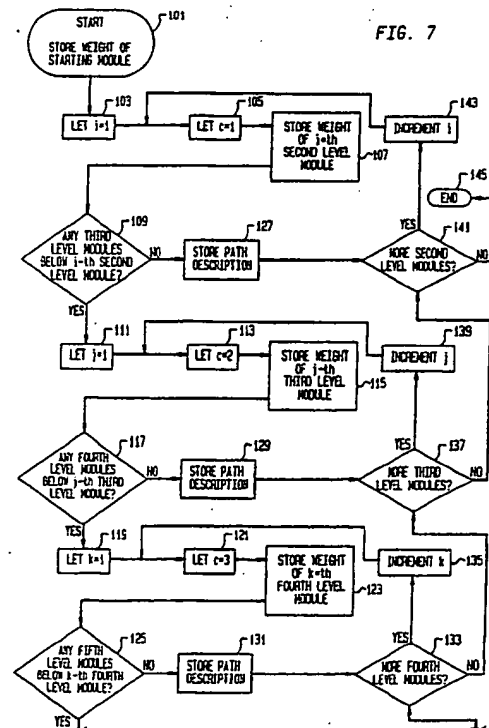 FIG. 7
START
STORE WEIGHT OF
STARTING MODULE
101
103
LET i=1
105
LET c=1
STORE WEIGHT
OF i=th
SECOND LEVEL
MODULE
107
143
INCREMENT i
145
END
109
ANY THIRD
LEVEL MODULES
BELOW i-th SECOND
LEVEL MODULE?
NO
YES
127
STORE PATH
DESCRIPTION
141
MORE SECOND
LEVEL MODULES?
YES
NO
111
LET j=1
113
LET c=2
STORE WEIGHT
OF j-th
THIRD LEVEL
MODULE
115
139
INCREMENT j
117
ANY FOURTH
LEVEL MODULES
BELOW j-th THIRD
LEVEL MODULE?
NO
YES
129
STORE PATH
DESCRIPTION
137
MORE THIRD
LEVEL MODULES?
YES
NO
119
LET k=1
121
LET c=3
STORE WEIGHT
OF k=th
FOURTH LEVEL
MODULE
123
INCREMENT k
135
125
ANY FIFTH
LEVEL MODULES
BELOW k-th FOURTH
LEVEL MODULE?
NO
YES
131
STORE PATH
DESCRIPTION
133
MORE FOURTH
LEVEL MODULES?
YES
NO